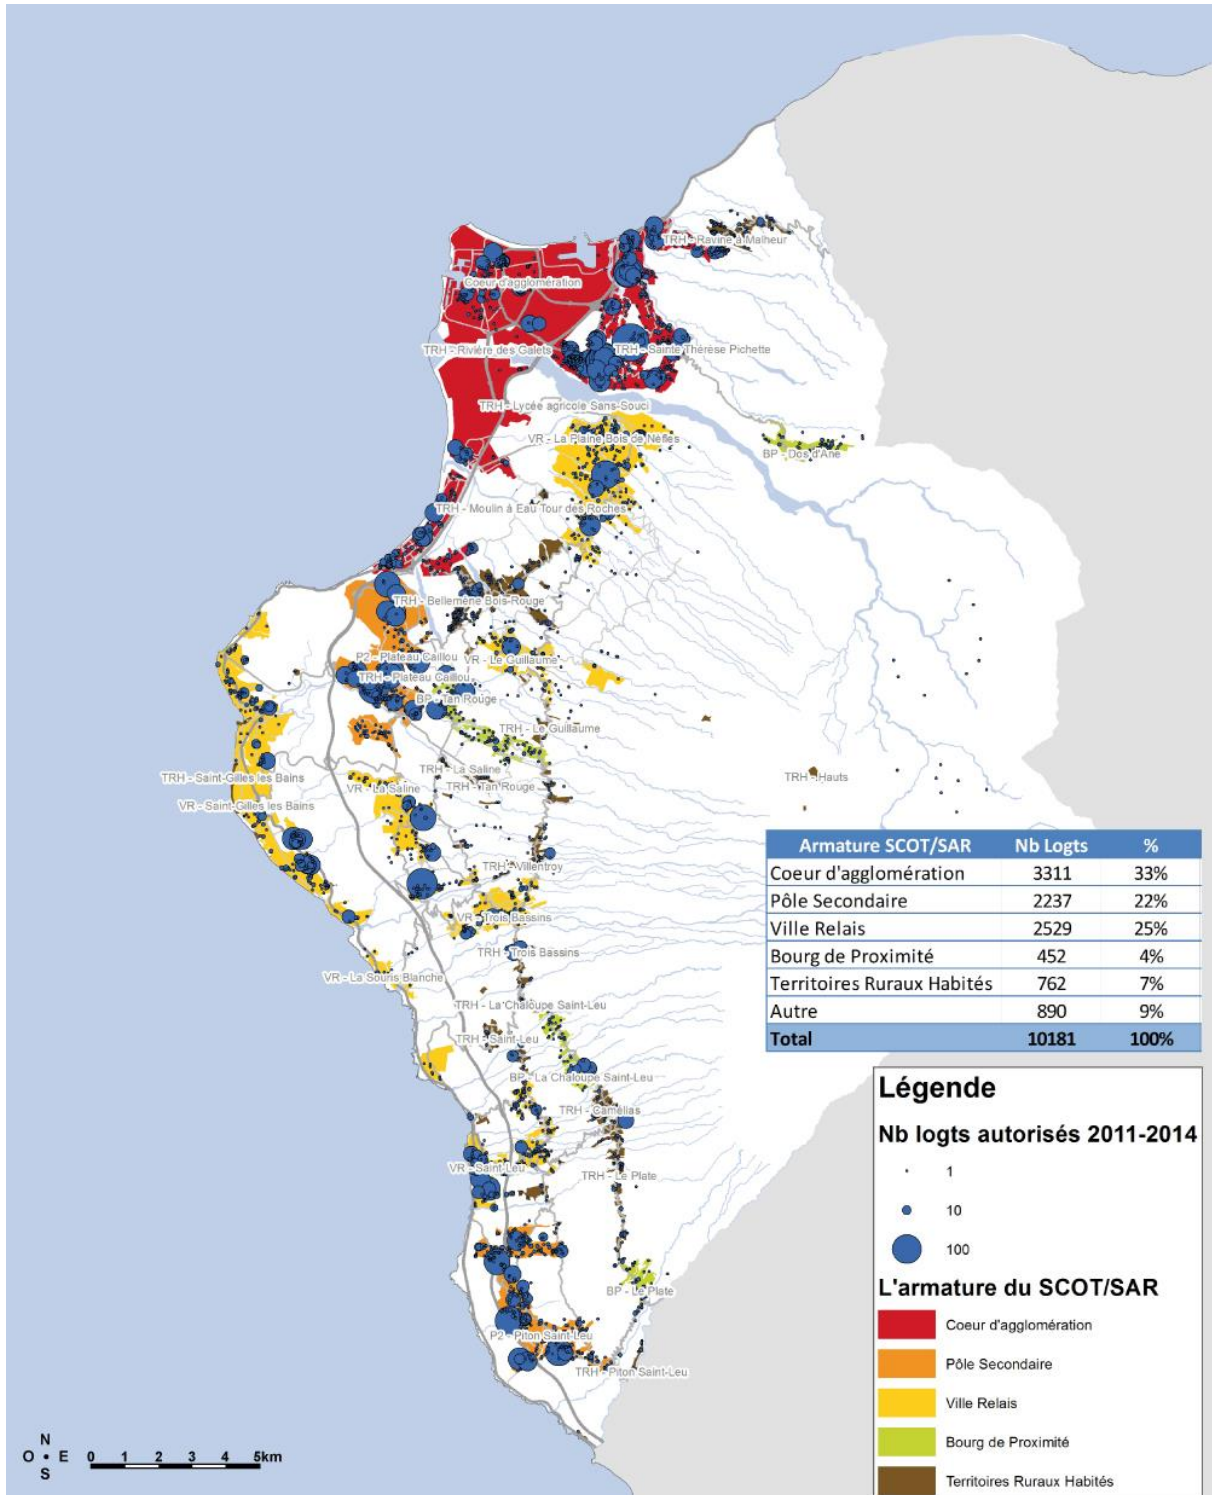 TRH - Ravine à Malheur
Coeur d'agglomération
TRH - Rivière des Galets
TRH - Sainte Thérèse Pichette
TRH - Lycée agricole Sans-Souci
VR - La Plaine Bois de Nèfles
BP - Dos d'Ane
TRH - Moulin à Eau Tour des Roches
TRH - Bellemène Bois-Rouge
P2 - Plateau Caillou
VR - Le Guillaume
TRH - Plateau Caillou
BP - Tan Rouge
TRH - Le Guillaume
TRH - La Saline
TRH - Saint-Gilles les Bains
TRH - Tan Rouge
TRH - Hauts
VR - La Saline
VR - Saint-Gilles les Bains
TRH - Villentroy
VR - Trois Bassins
TRH - Trois Bassins
VR - La Souris Blanche
TRH - La Chaloupe Saint-Leu
TRH - Saint-Leu
BP - La Chaloupe Saint-Leu
TRH - Camélias
VR - Saint-Leu
TRH - Le Plate
BP - Le Plate
P2 - Piton Saint-Leu
TRH - Piton Saint-Leu
Armature SCOT/SAR Nb Logts %
Coeur d'agglomération 3311 33%
Pôle Secondaire 2237 22%
Ville Relais 2529 25%
Bourg de Proximité 452 4%
Territoires Ruraux Habités 762 7%
Autre 890 9%
Total 10181 100%
Légende
Nb logts autorisés 2011-2014
1
10
100
L'armature du SCOT/SAR
Coeur d'agglomération
Pôle Secondaire
Ville Relais
Bourg de Proximité
Territoires Ruraux Habités
N
O E
S
0 1 2 3 4 5km